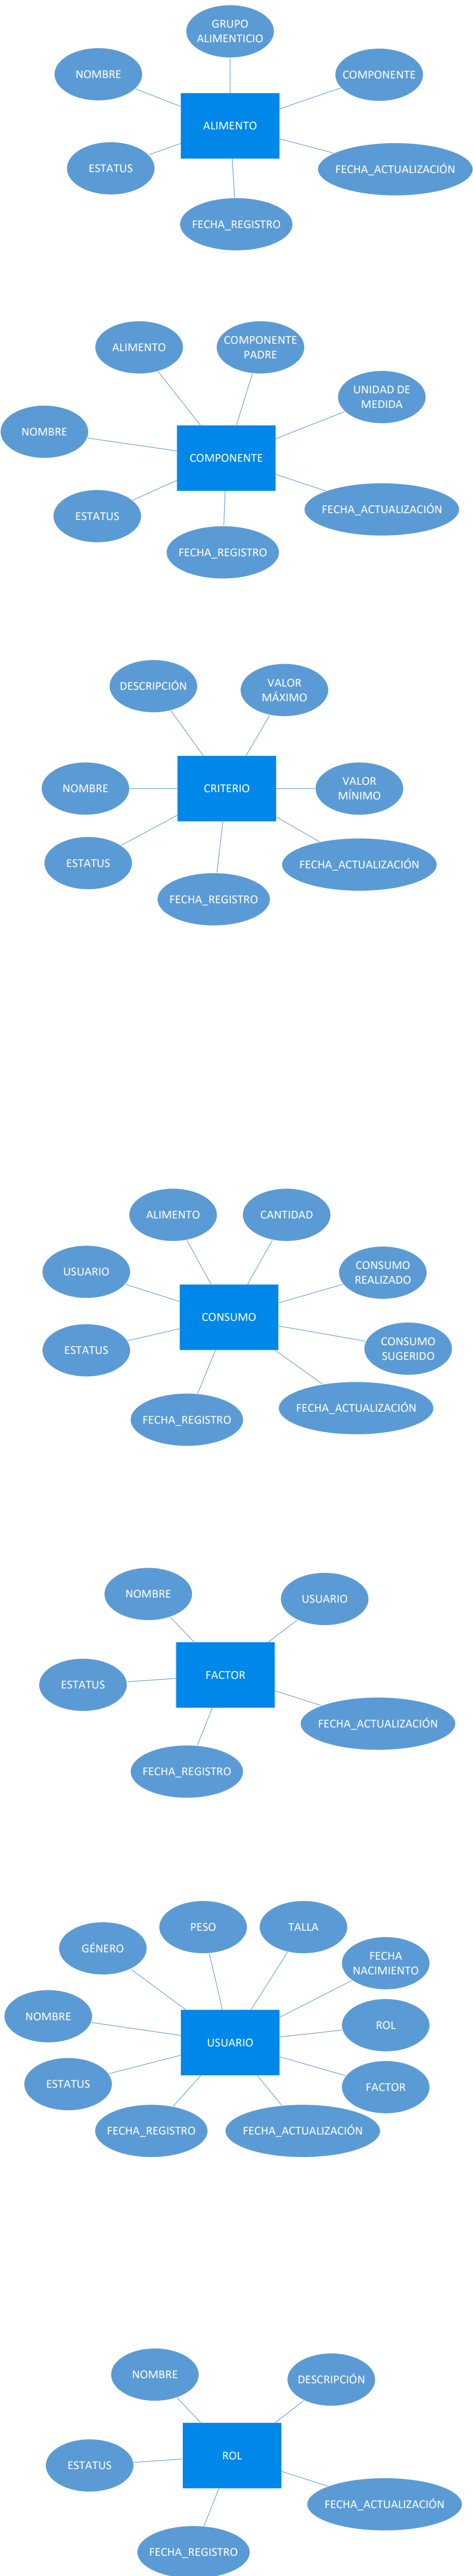 GRUPO
ALIMENTICIO
NOMBRE
COMPONENTE
ALIMENTO
ESTATUS
FECHA_ACTUALIZACIÓN
FECHA_REGISTRO
ALIMENTO
COMPONENTE
PADRE
UNIDAD DE
MEDIDA
NOMBRE
COMPONENTE
ESTATUS
FECHA_ACTUALIZACIÓN
FECHA_REGISTRO
DESCRIPCIÓN
VALOR
MÁXIMO
NOMBRE
CRITERIO
VALOR
MÍNIMO
ESTATUS
FECHA_ACTUALIZACIÓN
FECHA_REGISTRO
ALIMENTO
CANTIDAD
USUARIO
CONSUMO
REALIZADO
CONSUMO
ESTATUS
CONSUMO
SUGERIDO
FECHA_ACTUALIZACIÓN
FECHA_REGISTRO
NOMBRE
USUARIO
FACTOR
ESTATUS
FECHA_ACTUALIZACIÓN
FECHA_REGISTRO
PESO
TALLA
GÉNERO
FECHA
NACIMIENTO
NOMBRE
ROL
USUARIO
ESTATUS
FACTOR
FECHA_REGISTRO
FECHA_ACTUALIZACIÓN
NOMBRE
DESCRIPCIÓN
ROL
ESTATUS
FECHA_ACTUALIZACIÓN
FECHA_REGISTRO